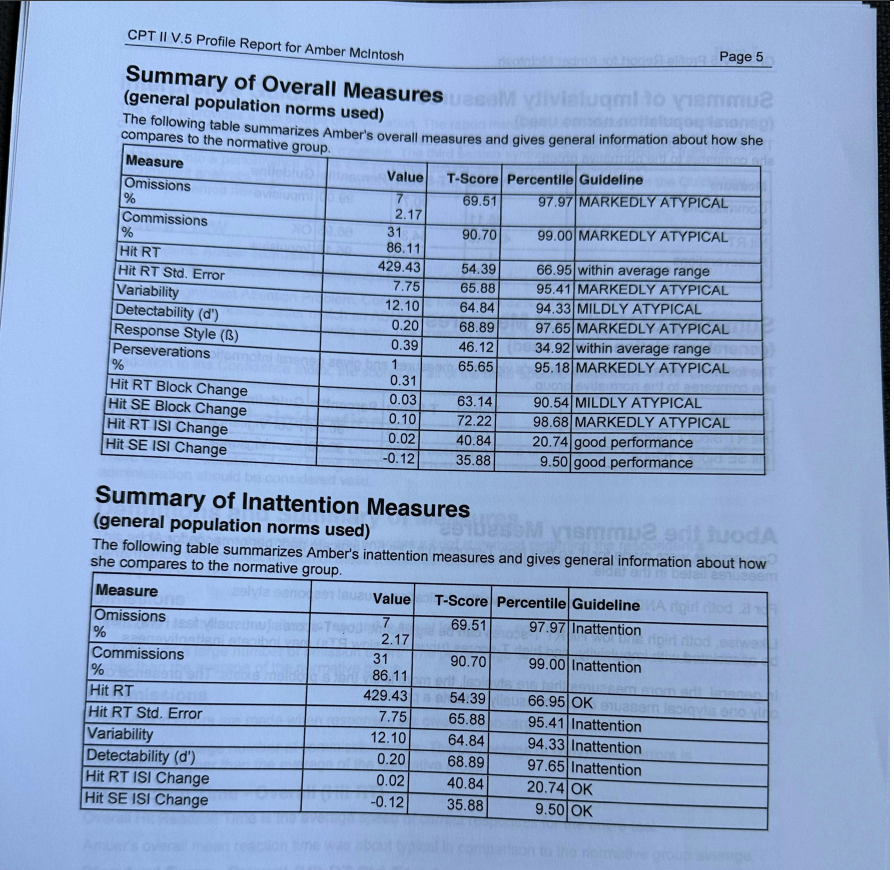 CPT II V.5 Profile Report for Amber McIntosh Page 5
Summary of Overall Measures
(general population norms used)
The following table summarizes Amber's overall measures and gives general information about how she
compares to the normative group.
Measure Value T-Score Percentile Guideline
Omissions 7 69.51 97.97 MARKEDLY ATYPICAL
% 2.17
Commissions 31 90.70 99.00 MARKEDLY ATYPICAL
% 86.11
Hit RT 429.43 54.39 66.95 within average range
Hit RT Std. Error 7.75 65.88 95.41 MARKEDLY ATYPICAL
Variability 12.10 64.84 94.33 MILDLY ATYPICAL
Detectability (d') 0.20 68.89 97.65 MARKEDLY ATYPICAL
Response Style (ß) 0.39 46.12 34.92 within average range
Perseverations 1 65.65 95.18 MARKEDLY ATYPICAL
% 0.31
Hit RT Block Change 0.03 63.14 90.54 MILDLY ATYPICAL
Hit SE Block Change 0.10 72.22 98.68 MARKEDLY ATYPICAL
Hit RT ISI Change 0.02 40.84 20.74 good performance
Hit SE ISI Change -0.12 35.88 9.50 good performance
Summary of Inattention Measures
(general population norms used)
The following table summarizes Amber's inattention measures and gives general information about how
she compares to the normative group.
Measure Value T-Score Percentile Guideline
Omissions 7 69.51 97.97 Inattention
% 2.17
Commissions 31 90.70 99.00 Inattention
% 86.11
Hit RT 429.43 54.39 66.95 OK
Hit RT Std. Error 7.75 65.88 95.41 Inattention
Variability 12.10 64.84 94.33 Inattention
Detectability (d') 0.20 68.89 97.65 Inattention
Hit RT ISI Change 0.02 40.84 20.74 OK
Hit SE ISI Change -0.12 35.88 9.50 OK